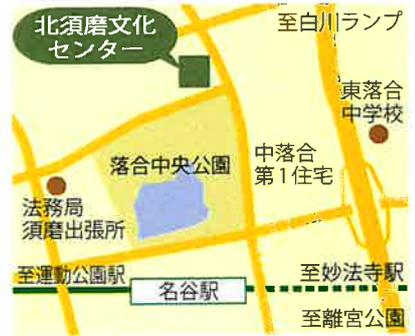 北須磨文化
センター
至白川ランプ
東落合
中学校
中落合
第1住宅
落合中央公園
法務局
須磨出張所
至運動公園駅
名谷駅
至妙法寺駅
至離宮公園